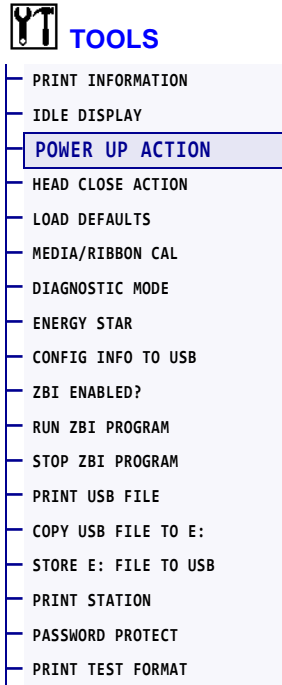 TOOLS
PRINT INFORMATION
IDLE DISPLAY
POWER UP ACTION
HEAD CLOSE ACTION
LOAD DEFAULTS
MEDIA/RIBBON CAL
DIAGNOSTIC MODE
ENERGY STAR
CONFIG INFO TO USB
ZBI ENABLED?
RUN ZBI PROGRAM
STOP ZBI PROGRAM
PRINT USB FILE
COPY USB FILE TO E:
STORE E: FILE TO USB
PRINT STATION
PASSWORD PROTECT
PRINT TEST FORMAT